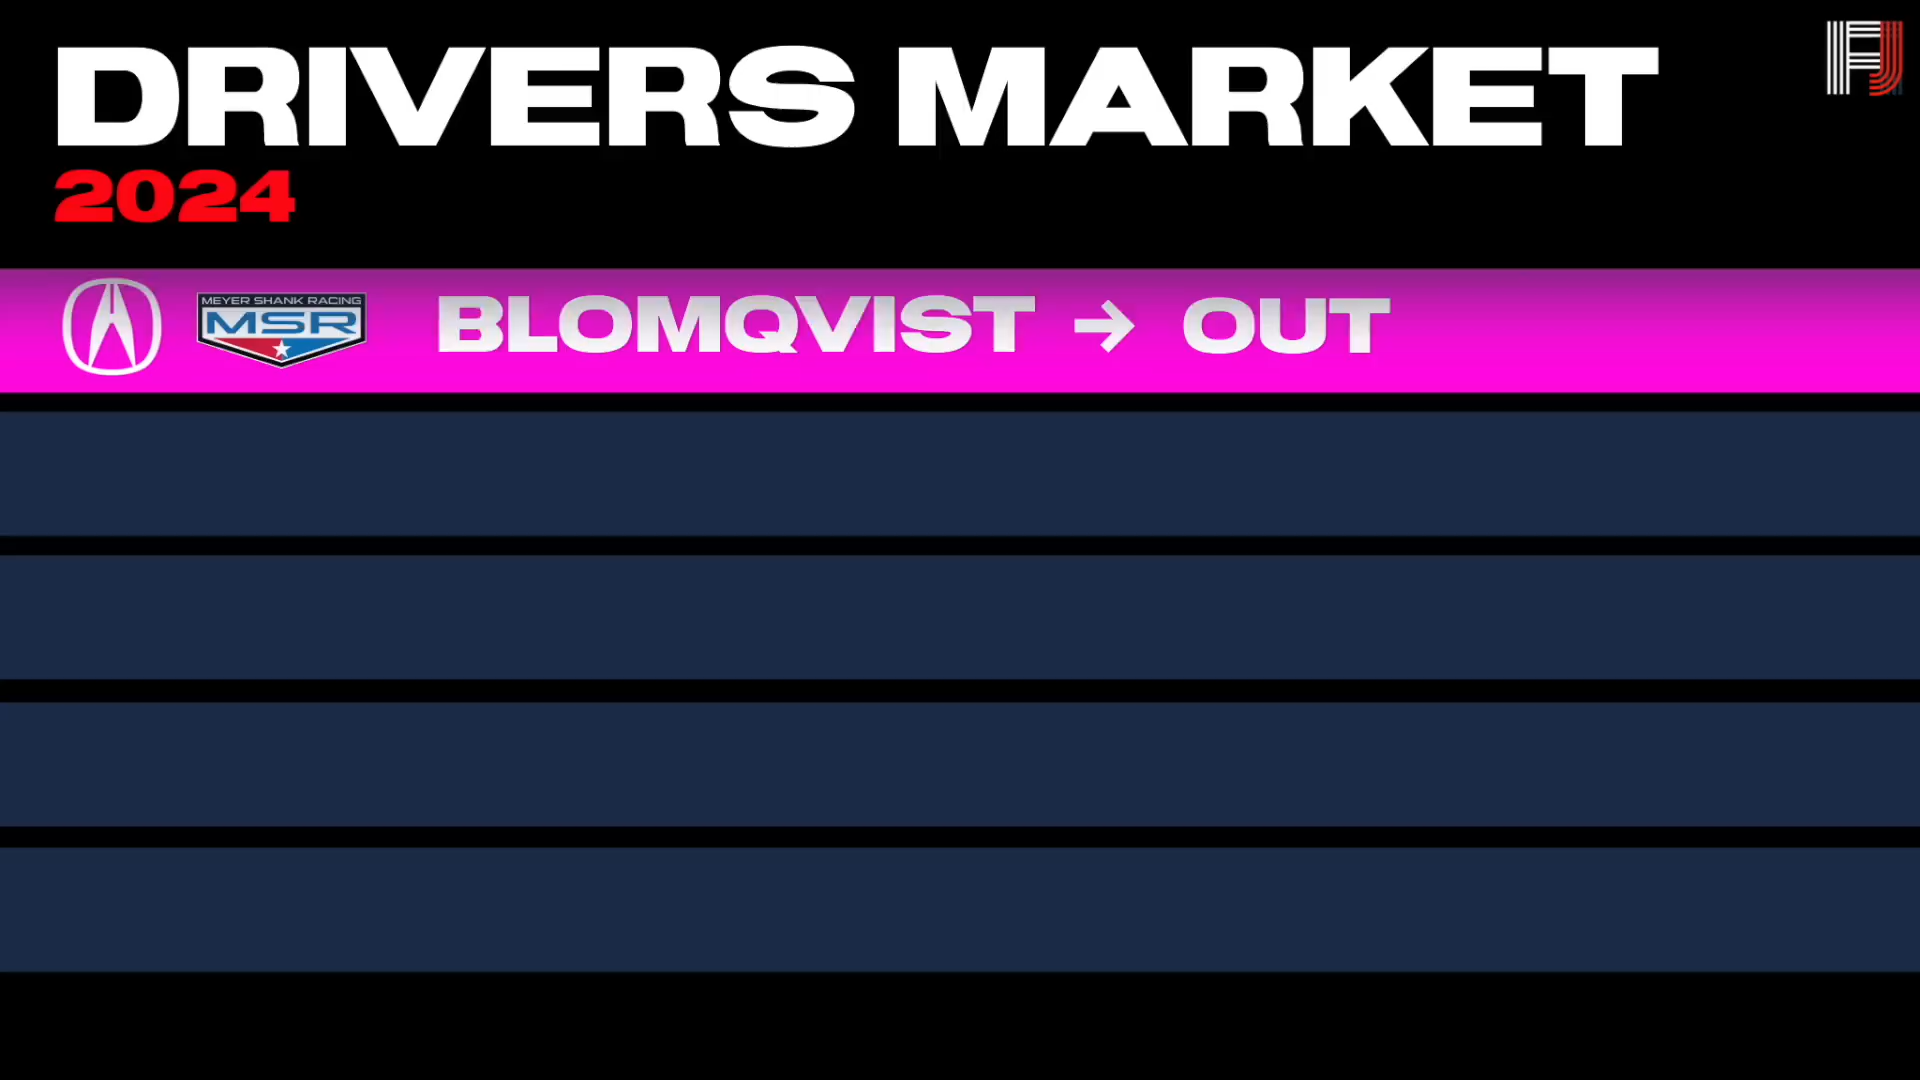 DRIVERS MARKET
2024
MEYER SHANK RACING
MSR
BLOMQVIST → OUT